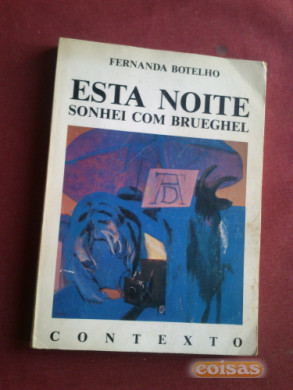 FERNANDA BOTELHO
ESTA NOITE
SONHEI COM BRUEGHEL
AD
CONTEXTO
coisas